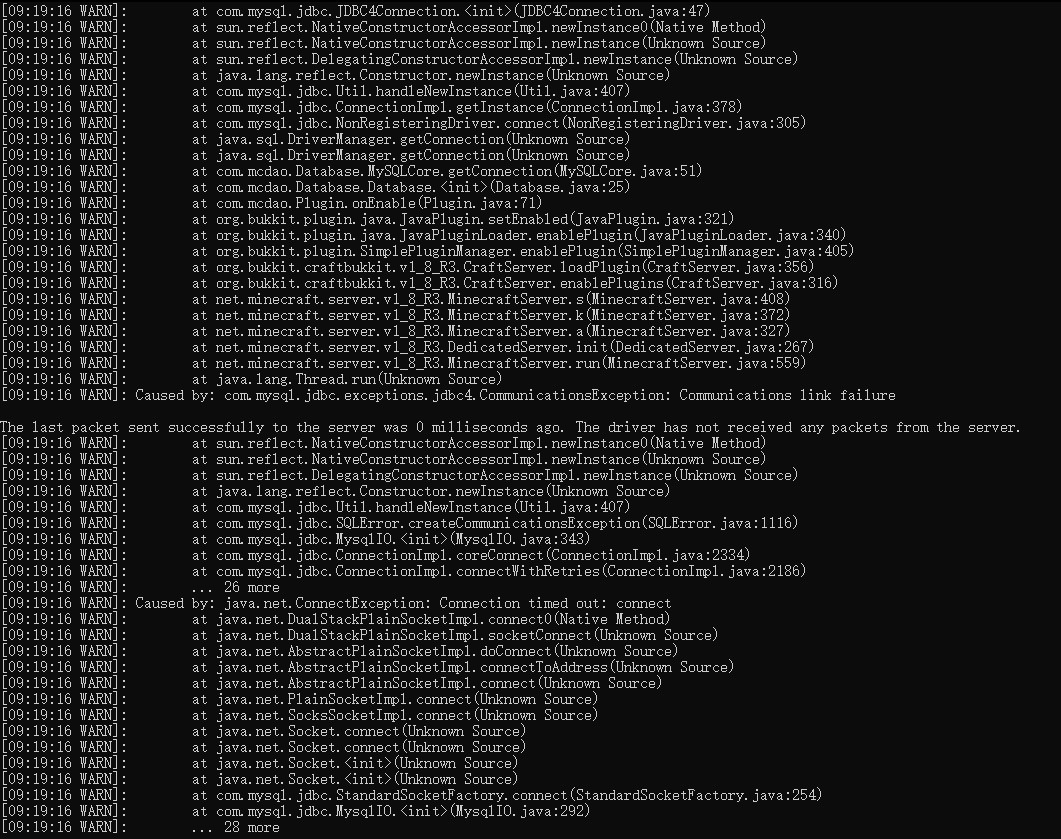 [09:19:16 WARN]: at com.mysql.jdbc.JDBC4Connection.<init>(JDBC4Connection.java:47)
[09:19:16 WARN]: at sun.reflect.NativeConstructorAccessorImpl.newInstance0(Native Method)
[09:19:16 WARN]: at sun.reflect.NativeConstructorAccessorImpl.newInstance(Unknown Source)
[09:19:16 WARN]: at sun.reflect.DelegatingConstructorAccessorImpl.newInstance(Unknown Source)
[09:19:16 WARN]: at java.lang.reflect.Constructor.newInstance(Unknown Source)
[09:19:16 WARN]: at com.mysql.jdbc.Util.handleNewInstance(Util.java:407)
[09:19:16 WARN]: at com.mysql.jdbc.ConnectionImpl.getInstance(ConnectionImpl.java:378)
[09:19:16 WARN]: at com.mysql.jdbc.NonRegisteringDriver.connect(NonRegisteringDriver.java:305)
[09:19:16 WARN]: at java.sql.DriverManager.getConnection(Unknown Source)
[09:19:16 WARN]: at java.sql.DriverManager.getConnection(Unknown Source)
[09:19:16 WARN]: at com.mcdao.Database.MySQLCore.getConnection(MySQLCore.java:51)
[09:19:16 WARN]: at com.mcdao.Database.Database.<init>(Database.java:25)
[09:19:16 WARN]: at com.mcdao.Plugin.onEnable(Plugin.java:71)
[09:19:16 WARN]: at org.bukkit.plugin.java.JavaPlugin.setEnabled(JavaPlugin.java:321)
[09:19:16 WARN]: at org.bukkit.plugin.java.JavaPluginLoader.enablePlugin(JavaPluginLoader.java:340)
[09:19:16 WARN]: at org.bukkit.plugin.SimplePluginManager.enablePlugin(SimplePluginManager.java:405)
[09:19:16 WARN]: at org.bukkit.craftbukkit.v1_8_R3.CraftServer.loadPlugin(CraftServer.java:356)
[09:19:16 WARN]: at org.bukkit.craftbukkit.v1_8_R3.CraftServer.enablePlugins(CraftServer.java:316)
[09:19:16 WARN]: at net.minecraft.server.v1_8_R3.MinecraftServer.s(MinecraftServer.java:408)
[09:19:16 WARN]: at net.minecraft.server.v1_8_R3.MinecraftServer.k(MinecraftServer.java:372)
[09:19:16 WARN]: at net.minecraft.server.v1_8_R3.MinecraftServer.a(MinecraftServer.java:327)
[09:19:16 WARN]: at net.minecraft.server.v1_8_R3.DedicatedServer.init(DedicatedServer.java:267)
[09:19:16 WARN]: at net.minecraft.server.v1_8_R3.MinecraftServer.run(MinecraftServer.java:559)
[09:19:16 WARN]: at java.lang.Thread.run(Unknown Source)
[09:19:16 WARN]: Caused by: com.mysql.jdbc.exceptions.jdbc4.CommunicationsException: Communications link failure
The last packet sent successfully to the server was 0 milliseconds ago. The driver has not received any packets from the server.
[09:19:16 WARN]: at sun.reflect.NativeConstructorAccessorImpl.newInstance0(Native Method)
[09:19:16 WARN]: at sun.reflect.NativeConstructorAccessorImpl.newInstance(Unknown Source)
[09:19:16 WARN]: at sun.reflect.DelegatingConstructorAccessorImpl.newInstance(Unknown Source)
[09:19:16 WARN]: at java.lang.reflect.Constructor.newInstance(Unknown Source)
[09:19:16 WARN]: at com.mysql.jdbc.Util.handleNewInstance(Util.java:407)
[09:19:16 WARN]: at com.mysql.jdbc.SQLError.createCommunicationsException(SQLError.java:1116)
[09:19:16 WARN]: at com.mysql.jdbc.MysqlIO.<init>(MysqlIO.java:343)
[09:19:16 WARN]: at com.mysql.jdbc.ConnectionImpl.coreConnect(ConnectionImpl.java:2334)
[09:19:16 WARN]: at com.mysql.jdbc.ConnectionImpl.connectWithRetries(ConnectionImpl.java:2186)
[09:19:16 WARN]: ... 26 more
[09:19:16 WARN]: Caused by: java.net.ConnectException: Connection timed out: connect
[09:19:16 WARN]: at java.net.DualStackPlainSocketImpl.connect0(Native Method)
[09:19:16 WARN]: at java.net.DualStackPlainSocketImpl.socketConnect(Unknown Source)
[09:19:16 WARN]: at java.net.AbstractPlainSocketImpl.doConnect(Unknown Source)
[09:19:16 WARN]: at java.net.AbstractPlainSocketImpl.connectToAddress(Unknown Source)
[09:19:16 WARN]: at java.net.AbstractPlainSocketImpl.connect(Unknown Source)
[09:19:16 WARN]: at java.net.PlainSocketImpl.connect(Unknown Source)
[09:19:16 WARN]: at java.net.SocksSocketImpl.connect(Unknown Source)
[09:19:16 WARN]: at java.net.Socket.connect(Unknown Source)
[09:19:16 WARN]: at java.net.Socket.connect(Unknown Source)
[09:19:16 WARN]: at java.net.Socket.<init>(Unknown Source)
[09:19:16 WARN]: at java.net.Socket.<init>(Unknown Source)
[09:19:16 WARN]: at com.mysql.jdbc.StandardSocketFactory.connect(StandardSocketFactory.java:254)
[09:19:16 WARN]: at com.mysql.jdbc.MysqlIO.<init>(MysqlIO.java:292)
[09:19:16 WARN]: ... 28 more